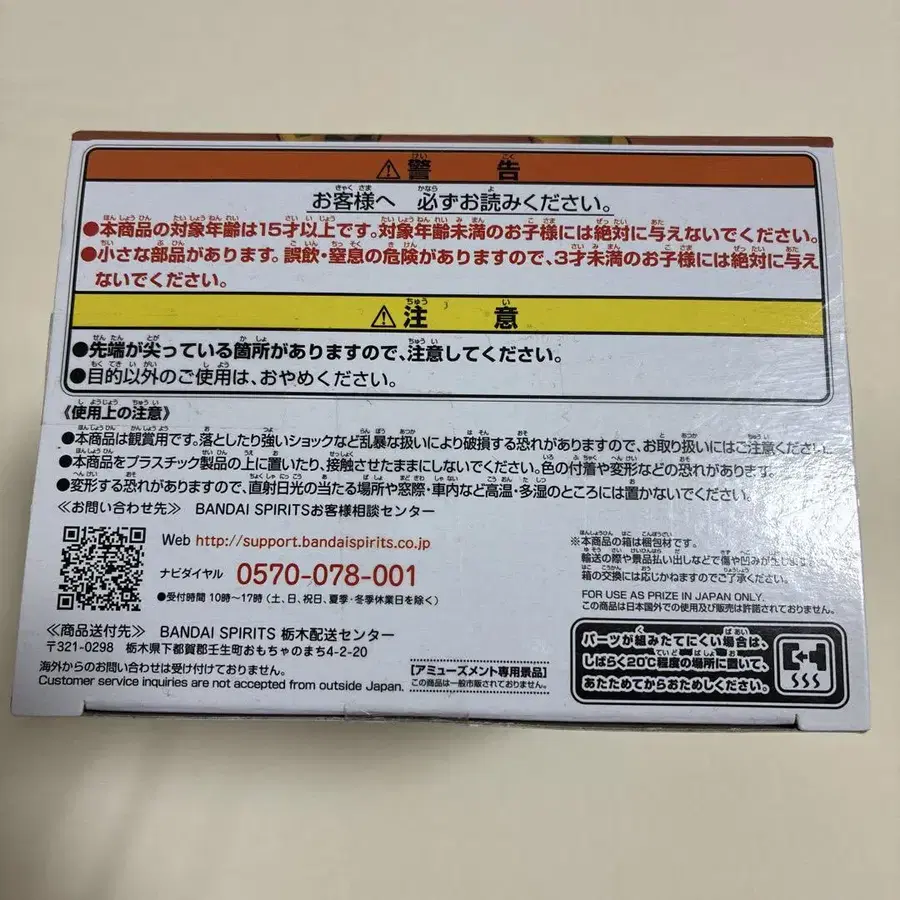 ⚠警告
お客様へ 必ずお読みください。
●本商品の対象年齢は15才以上です。対象年齢未満のお子様には絶対に与えないでください。
●小さな部品があります。誤飲・窒息の危険がありますので、3才未満のお子様には絶対に与え
ないでください。
⚠注意
●先端が尖っている箇所がありますので、注意してください。
●目的以外のご使用は、おやめください。
《使用上の注意》
●本商品は観賞用です。落としたり強いショックなど乱暴な扱いにより破損する恐れがありますので、お取り扱いにはご注意ください。
●本商品をプラスチック製品の上に置いたり、接触させたままにしないでください。色の付着や変形などの恐れがあります。
●変形する恐れがありますので、直射日光の当たる場所や窓際・車内など高温・多湿のところには置かないでください。
≪お問い合わせ先≫ BANDAI SPIRITSお客様相談センター
Web http://support.bandaispirits.co.jp
ナビダイヤル 0570-078-001
●受付時間 10時〜17時(土、日、祝日、夏季・冬季休業日を除く)
≪商品送付先≫ BANDAI SPIRITS 栃木配送センター
〒321-0298 栃木県下都賀郡壬生町おもちゃのまち4-2-20
海外からのお問い合わせは受け付けておりません。
Customer service inquiries are not accepted from outside Japan.
【アミューズメント専用景品】
この商品は一般市販されておりません。
※本商品の箱は梱包材です。
輸送の際や景品払い出しなどで傷や凹みが生じます。
箱の交換には応じかねますのでご了承ください。
FOR USE AS PRIZE IN JAPAN ONLY.
この商品は日本国外での使用及び販売は許諾されておりません。
パーツが組みたてにくい場合は、
しばらく20℃程度の場所に置いて、
あたためてからおためしください。